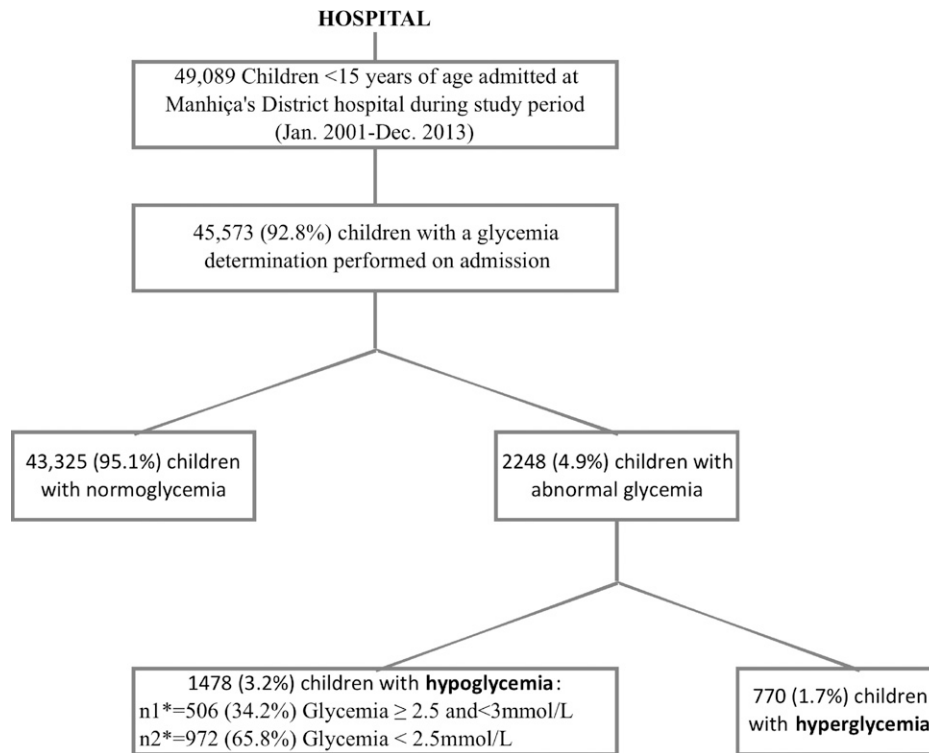 HOSPITAL
49,089 Children <15 years of age admitted at
Manhiça's District hospital during study period
(Jan. 2001-Dec. 2013)
45,573 (92.8%) children with a glycemia
determination performed on admission
43,325 (95.1%) children
with normoglycemia
2248 (4.9%) children with
abnormal glycemia
1478 (3.2%) children with hypoglycemia:
n1*=506 (34.2%) Glycemia ≥ 2.5 and<3mmol/L
n2*=972 (65.8%) Glycemia < 2.5mmol/L
770 (1.7%) children
with hyperglycemia